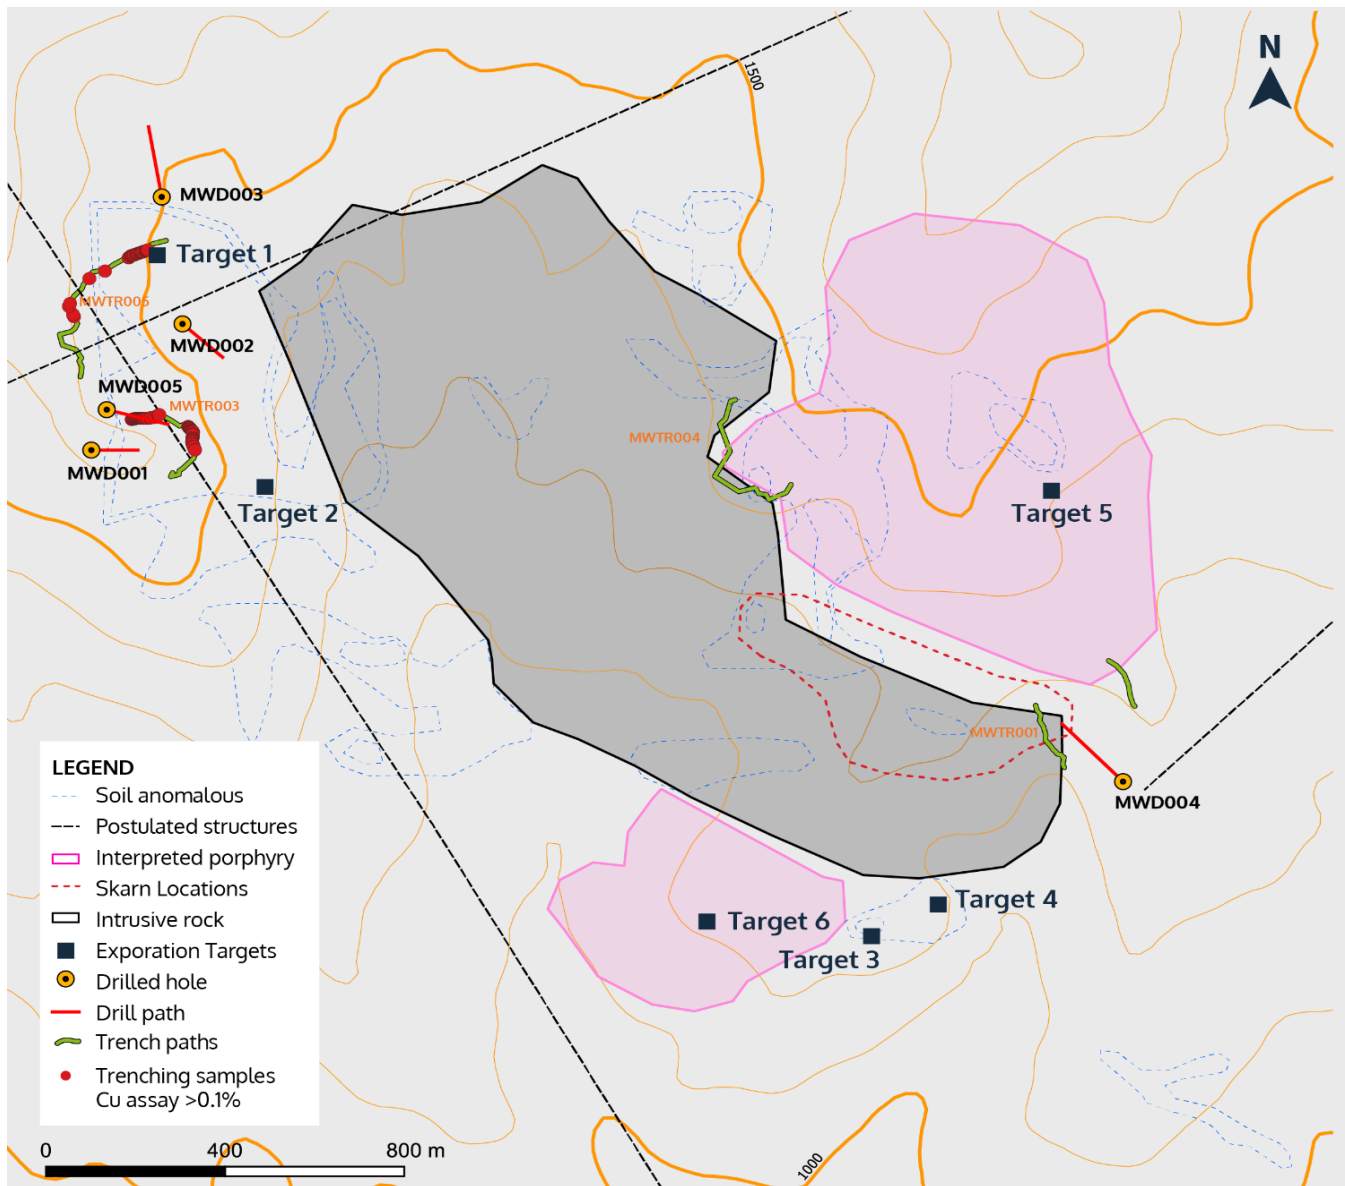 N
1500
MWD003
Target 1
MWTR005
MWD002
MWD005
MWTR003
MWTR004
MWD001
Target 2
Target 5
MWTR001
MWD004
Target 4
Target 6
Target 3
LEGEND
Soil anomalous
Postulated structures
Interpreted porphyry
Skarn Locations
Intrusive rock
Exporation Targets
Drilled hole
Drill path
Trench paths
Trenching samples
Cu assay >0.1%
0 400 800 m
1000